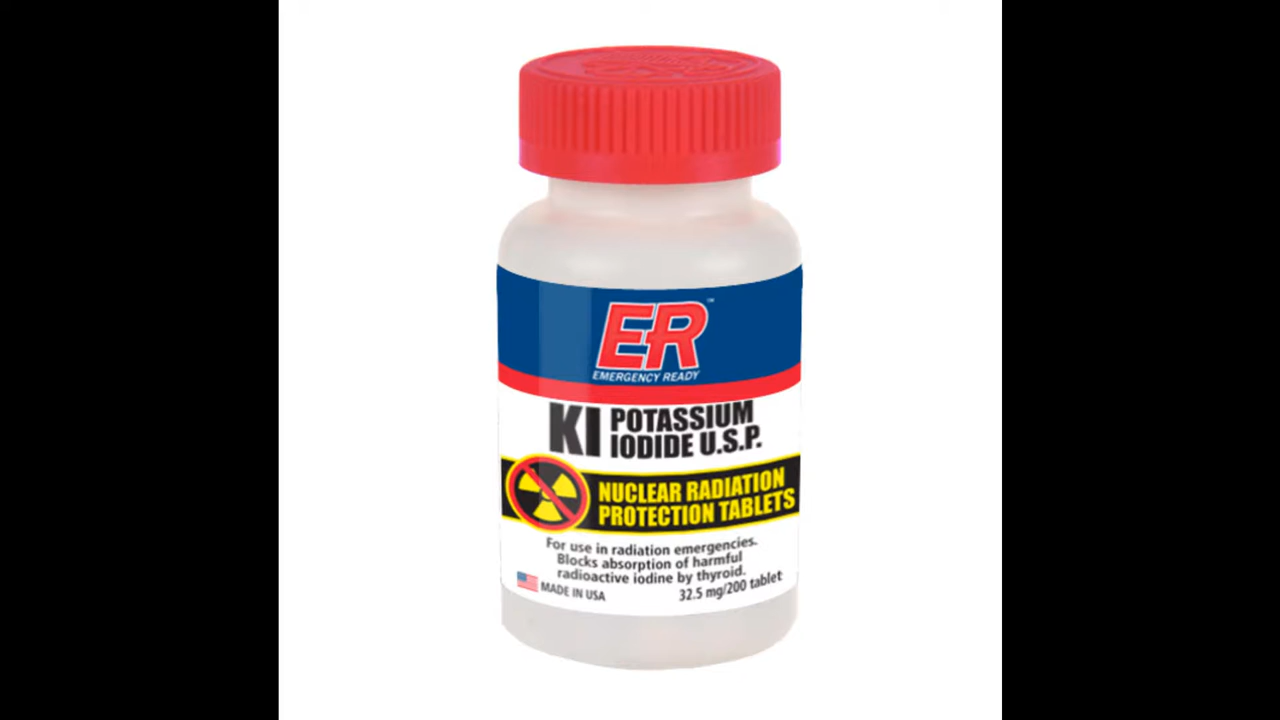 ER™
EMERGENCY READY
KI POTASSIUM
IODIDE U.S.P.
NUCLEAR RADIATION
PROTECTION TABLETS
For use in radiation emergencies.
Blocks absorption of harmful
radioactive iodine by thyroid.
MADE IN USA 32.5 mg/200 tablet